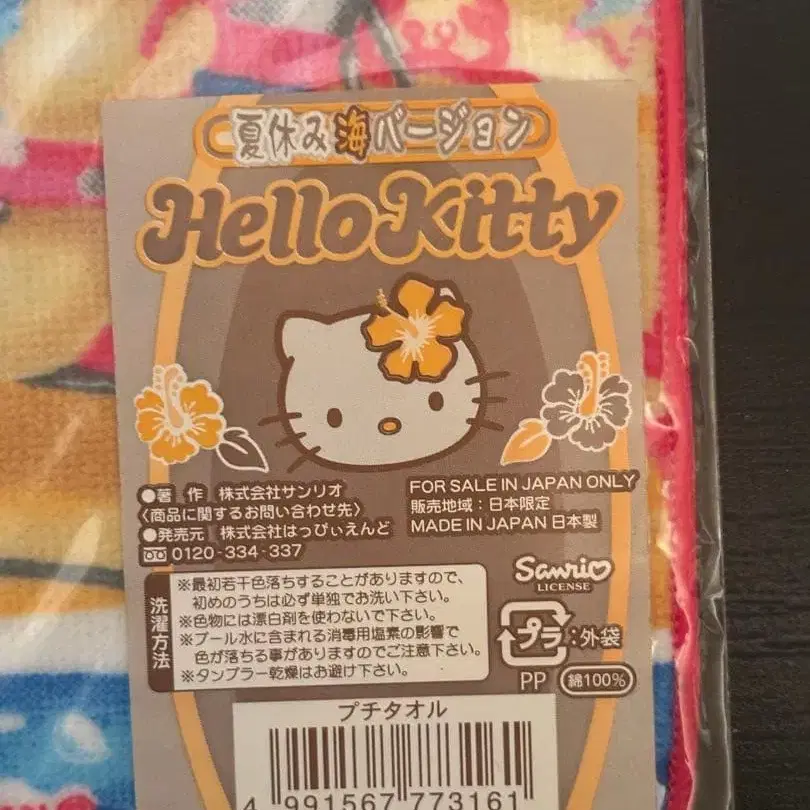 夏休み海バージョン
Hello Kitty
●著 作 株式会社サンリオ
〈商品に関するお問い合わせ先〉
●発売元 株式会社はっぴぃえんど
0120-334-337
FOR SALE IN JAPAN ONLY
販売地域：日本限定
MADE IN JAPAN 日本製
洗濯方法
※最初若干色落ちすることがありますので、
初めのうちは必ず単独でお洗い下さい。
※色物には漂白剤を使わないで下さい。
※プール水に含まれる消毒用塩素の影響で
色が落ちる事がありますのでご注意下さい。
※タンブラー乾燥はお避け下さい。
Sanrio
LICENSE
プラ：外袋
PP 綿100%
プチタオル
4 991567 773161